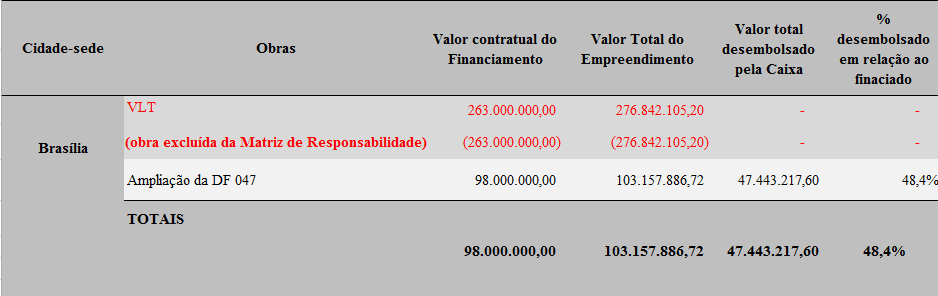 Cidade-sede Obras Valor contratual do Financiamento Valor Total do Empreendimento Valor total desembolsado pela Caixa % desembolsado em relação ao finaciado
Brasília
VLT 263.000.000,00 276.842.105,20 - -
(obra excluída da Matriz de Responsabilidade) (263.000.000,00) (276.842.105,20) - -
Ampliação da DF 047 98.000.000,00 103.157.886,72 47.443.217,60 48,4%
TOTAIS
98.000.000,00 103.157.886,72 47.443.217,60 48,4%